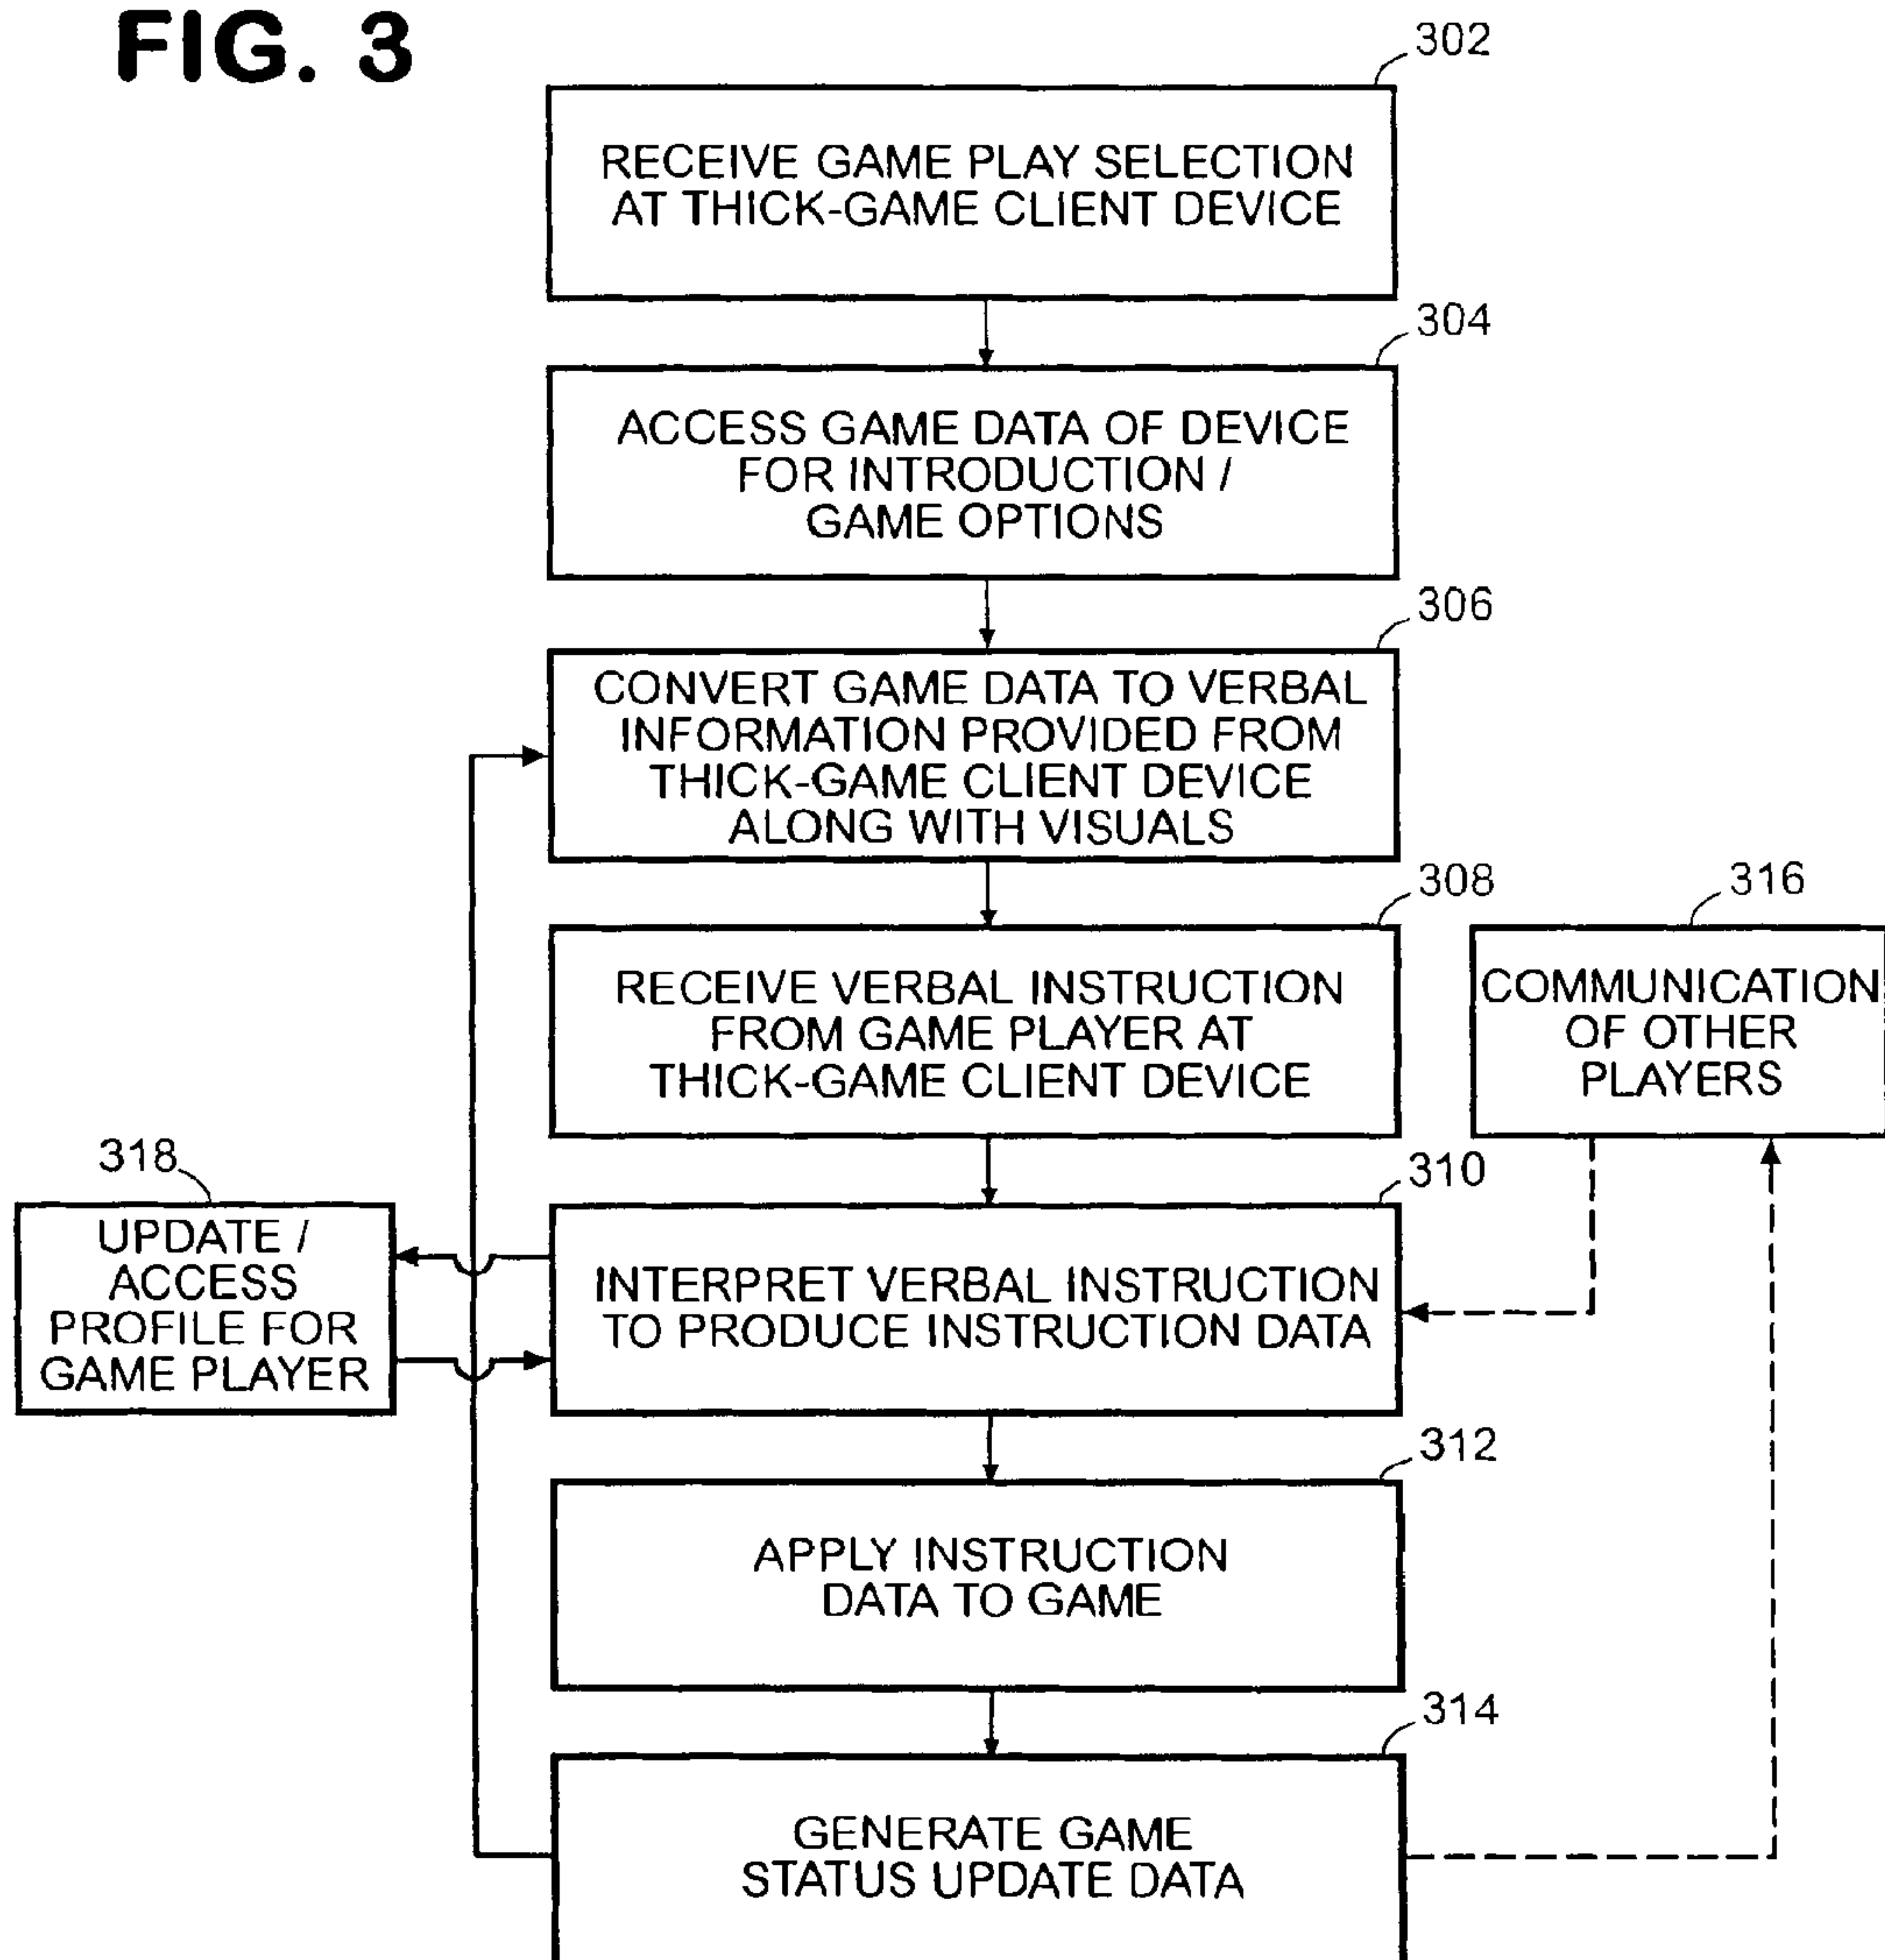 FIG. 3
302
RECEIVE GAME PLAY SELECTION
AT THICK-GAME CLIENT DEVICE
304
ACCESS GAME DATA OF DEVICE
FOR INTRODUCTION /
GAME OPTIONS
306
CONVERT GAME DATA TO VERBAL
INFORMATION PROVIDED FROM
THICK-GAME CLIENT DEVICE
ALONG WITH VISUALS
308
RECEIVE VERBAL INSTRUCTION
FROM GAME PLAYER AT
THICK-GAME CLIENT DEVICE
316
COMMUNICATION
OF OTHER
PLAYERS
318
UPDATE /
ACCESS
PROFILE FOR
GAME PLAYER
310
INTERPRET VERBAL INSTRUCTION
TO PRODUCE INSTRUCTION DATA
312
APPLY INSTRUCTION
DATA TO GAME
314
GENERATE GAME
STATUS UPDATE DATA